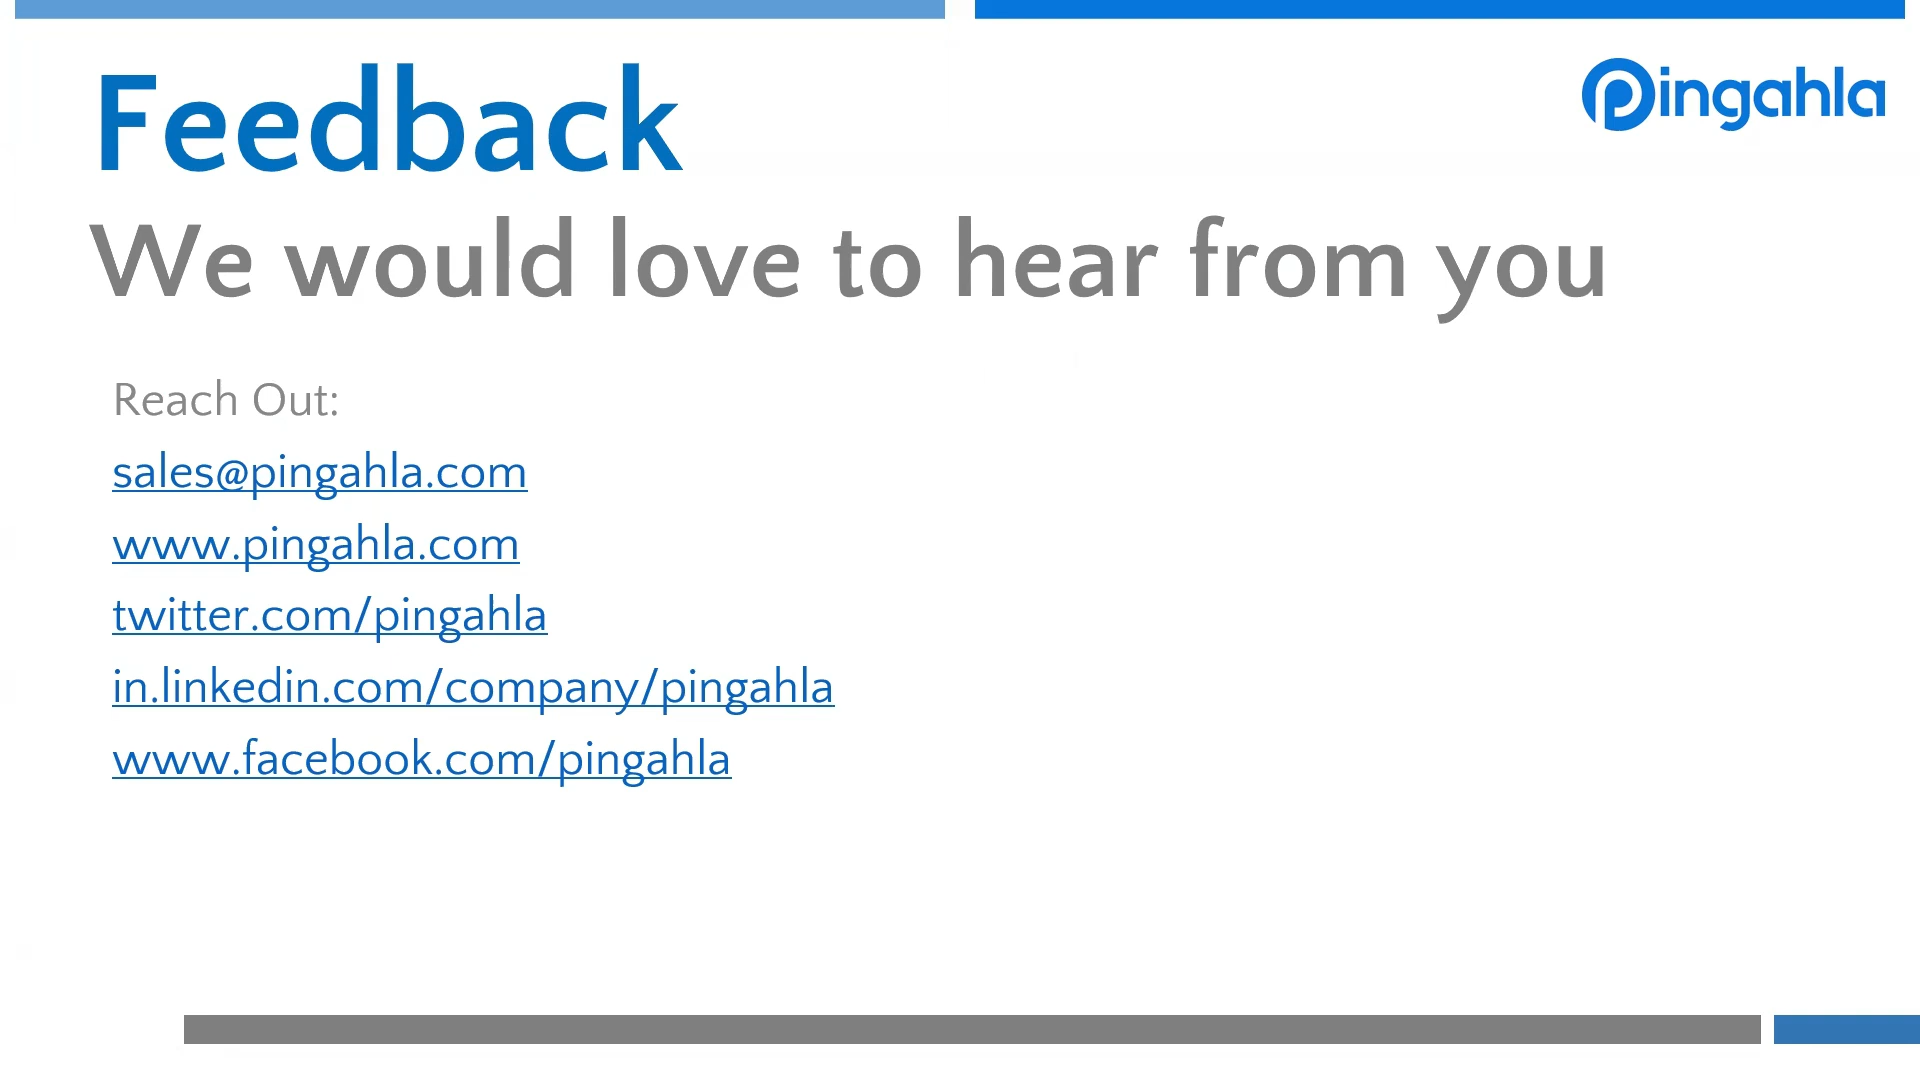 Feedback
Pingahla
We would love to hear from you
Reach Out:
sales@pingahla.com
www.pingahla.com
twitter.com/pingahla
in.linkedin.com/company/pingahla
www.facebook.com/pingahla